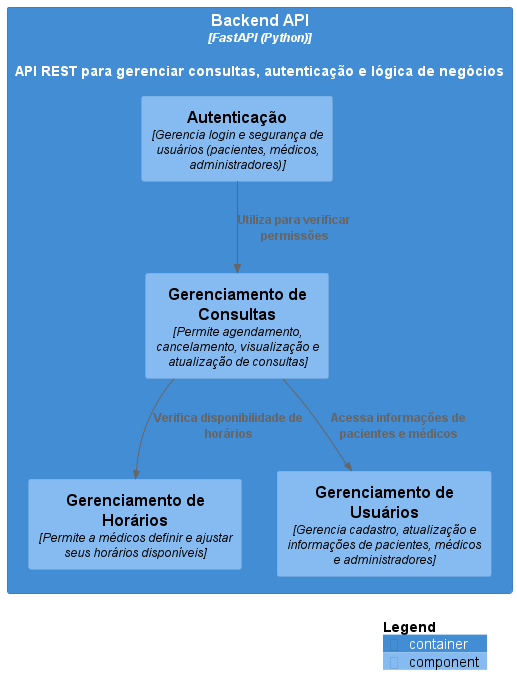 Backend API
[FastAPI (Python)]
API REST para gerenciar consultas, autenticação e lógica de negócios
Autenticação
[Gerencia login e segurança de
usuários (pacientes, médicos,
administradores)]
Utiliza para verificar
permissões
Gerenciamento de
Consultas
[Permite agendamento,
cancelamento, visualização e
atualização de consultas]
Verifica disponibilidade de
horários
Acessa informações de
pacientes e médicos
Gerenciamento de
Horários
[Permite a médicos definir e ajustar
seus horários disponíveis]
Gerenciamento de
Usuários
[Gerencia cadastro, atualização e
informações de pacientes, médicos
e administradores]
Legend
container
component